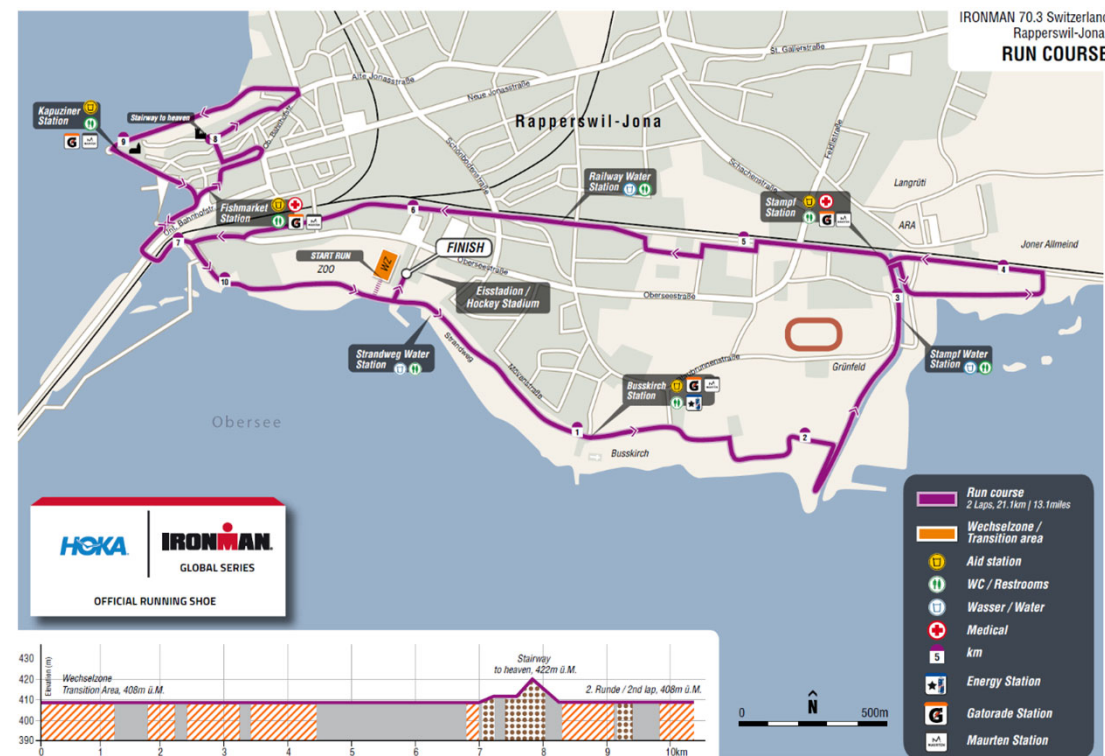 IRONMAN 70.3 Switzerland
Rapperswil-Jona
RUN COURSE
St. Gallerstraße
Alte Jonastraße
Neue Jonastraße
Kapuziner
Station
Stairway to heaven
9
8
Rapperswil-Jona
Schönbodenstraße
Feldlistraße
Schachenstraße
Langrüti
Railway Water
Station
Stampf
Station
ARA
Joner Allmeind
Fishmarket
Station
6
5
4
7
START RUN
ZOO
WZ
FINISH
Oberseestraße
Eisstadion /
Hockey Stadium
Oberseestraße
3
10
Strandweg Water
Station
Strandweg
Stampf Water
Station
Grünfeld
Busskirch
Station
1
2
Busskirch
Obersee
HOKA
IRONMAN
GLOBAL SERIES
OFFICIAL RUNNING SHOE
Run course
2 Laps, 21.1km | 13.1miles
Wechselzone /
Transition area
Aid station
WC / Restrooms
Wasser / Water
Medical
5 km
Energy Station
G Gatorade Station
MAURTEN Maurten Station
430
420
410
400
390
Elevation (m)
Wechselzone
Transition Area, 408m ü.M.
Stairway
to heaven, 422m ü.M.
2. Runde / 2nd lap, 408m ü.M.
0 1 2 3 4 5 6 7 8 9 10km
0 N 500m